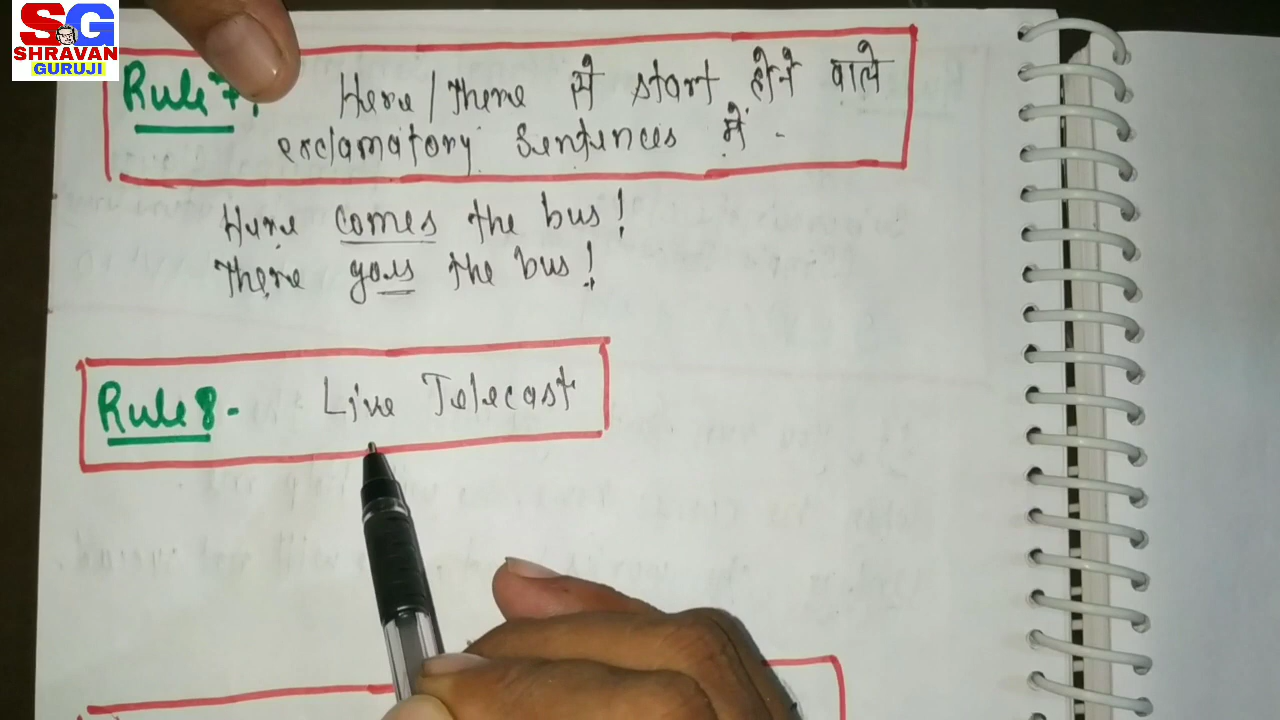 SG
SHRAVAN
GURUJI
Rule 7. Here/There से start होने वाले
exclamatory Sentences में -
Here comes the bus!
There goes the bus!
Rule 8- Live Telecast